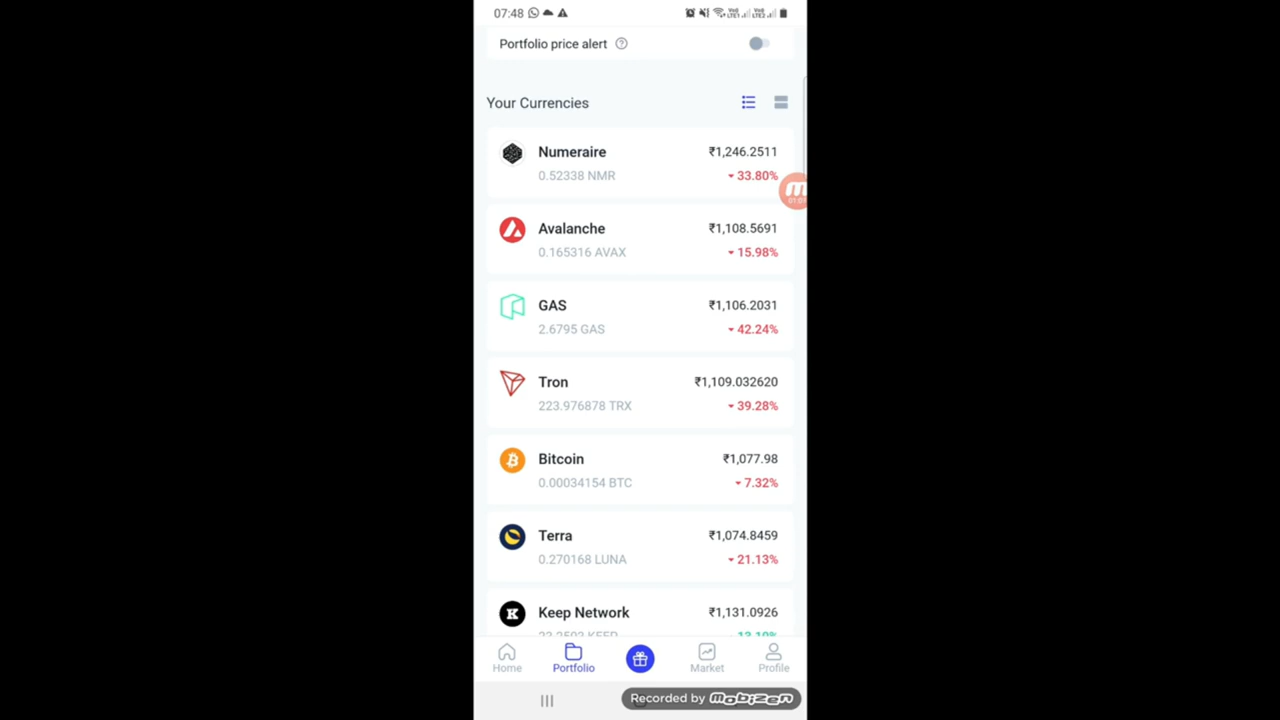 07:48
Portfolio price alert
Your Currencies
Numeraire ₹1,246.2511
0.52338 NMR 33.80%
Avalanche ₹1,108.5691
0.165316 AVAX 15.98%
GAS ₹1,106.2031
2.6795 GAS 42.24%
Tron ₹1,109.032620
223.976878 TRX 39.28%
Bitcoin ₹1,077.98
0.00034154 BTC 7.32%
Terra ₹1,074.8459
0.270168 LUNA 21.13%
Keep Network ₹1,131.0926
Home Portfolio Market Profile
Recorded by mobizen